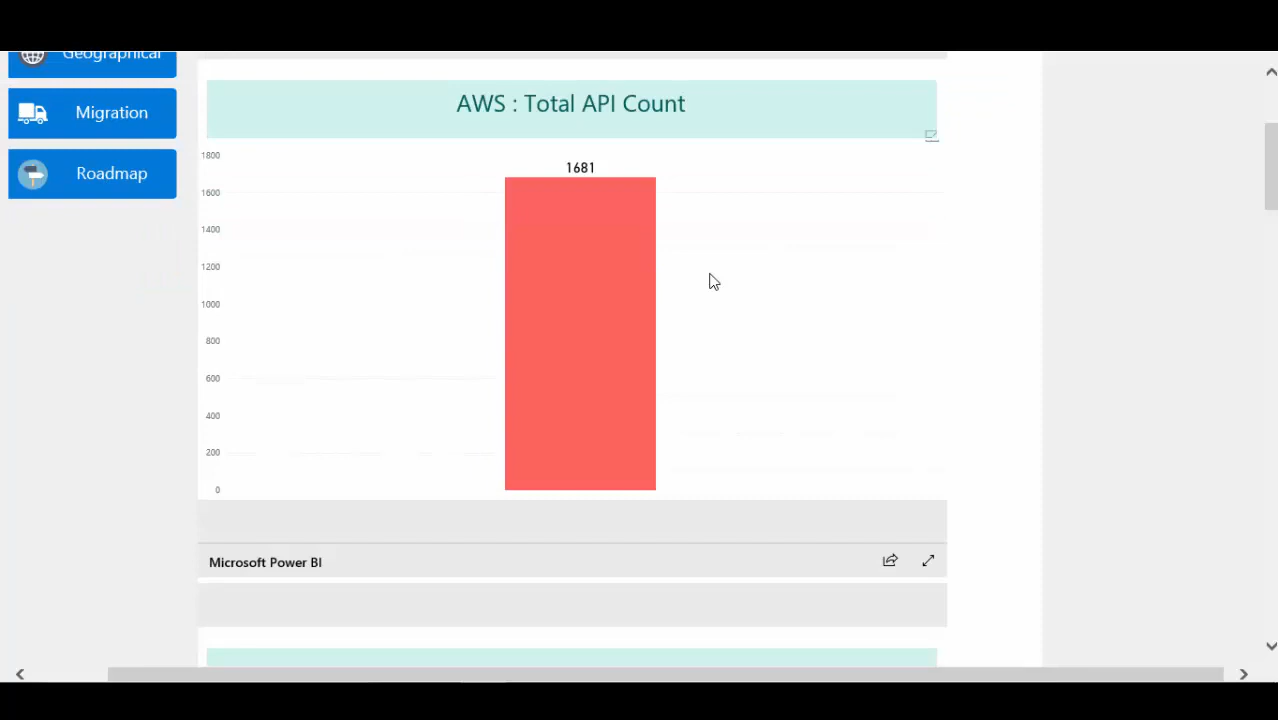 Geographical
Migration
Roadmap
AWS : Total API Count
1681
1800
1600
1400
1200
1000
800
600
400
200
0
Microsoft Power BI